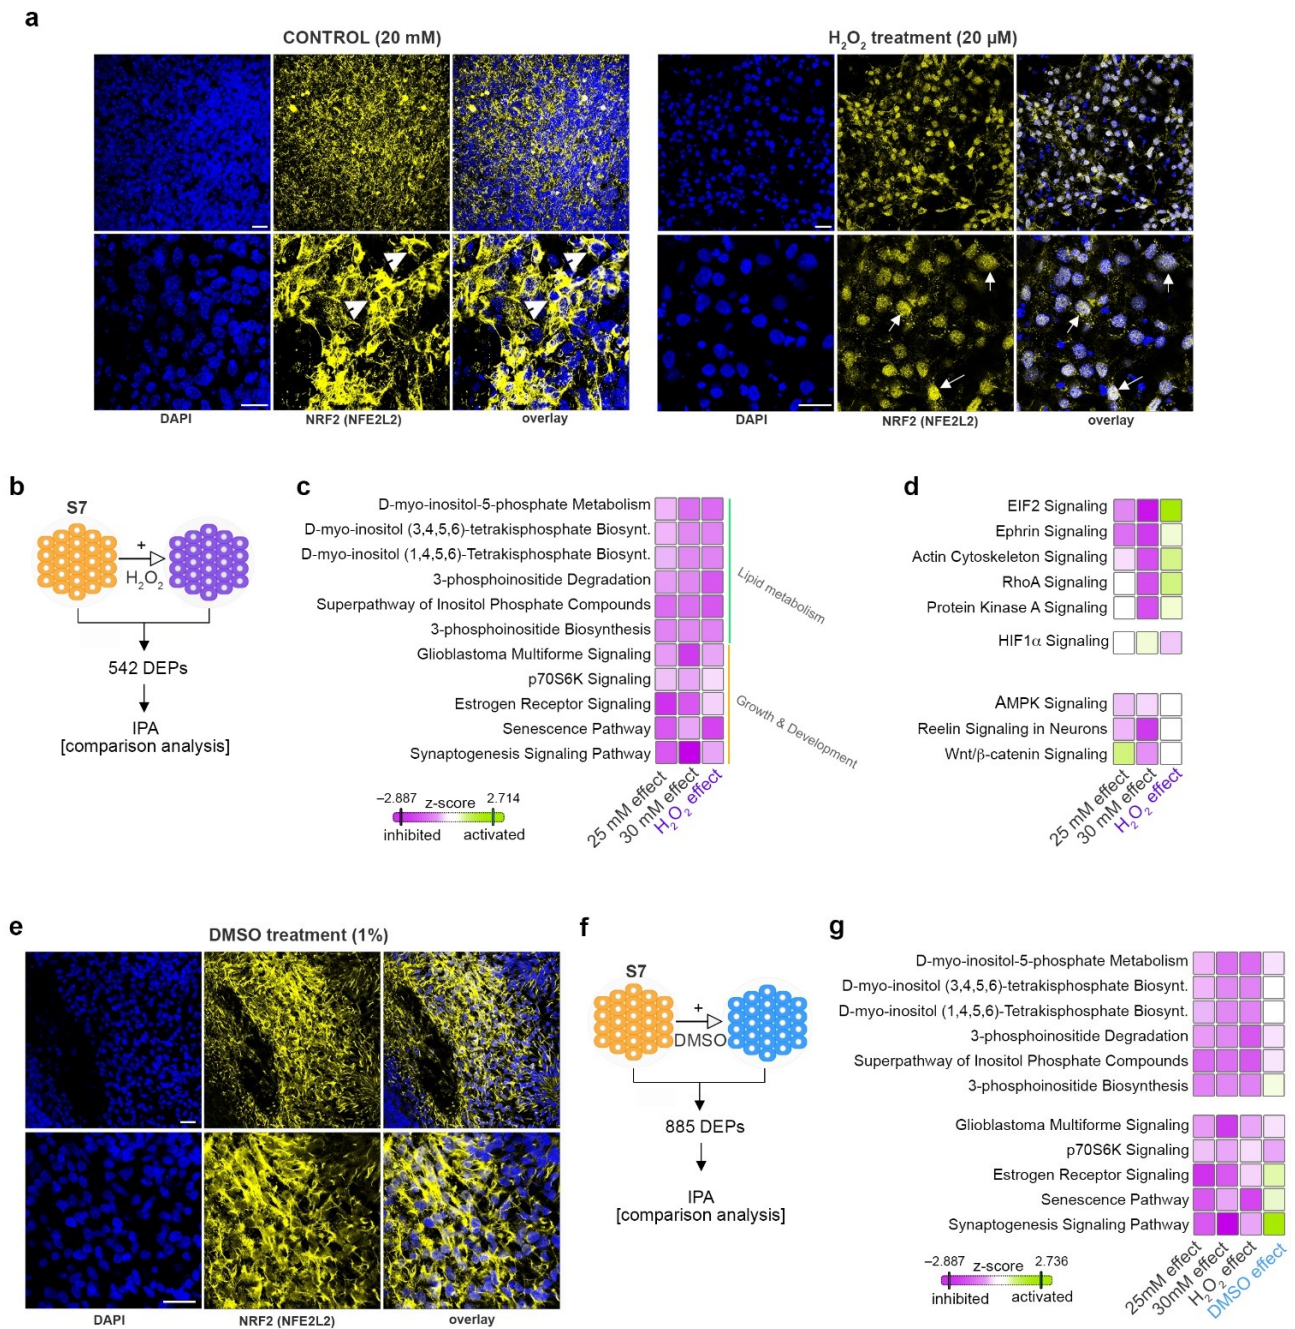 a
CONTROL (20 mM)
H2O2 treatment (20 µM)
DAPI
NRF2 (NFE2L2)
overlay
DAPI
NRF2 (NFE2L2)
overlay
b
S7
+
H2O2
542 DEPs
IPA
[comparison analysis]
c
D-myo-inositol-5-phosphate Metabolism
D-myo-inositol (3,4,5,6)-tetrakisphosphate Biosynt.
D-myo-inositol (1,4,5,6)-Tetrakisphosphate Biosynt.
3-phosphoinositide Degradation
Superpathway of Inositol Phosphate Compounds
3-phosphoinositide Biosynthesis
Glioblastoma Multiforme Signaling
p70S6K Signaling
Estrogen Receptor Signaling
Senescence Pathway
Synaptogenesis Signaling Pathway
Lipid metabolism
Growth & Development
25 mM effect
30 mM effect
H2O2 effect
−2.887 z-score 2.714
inhibited activated
d
EIF2 Signaling
Ephrin Signaling
Actin Cytoskeleton Signaling
RhoA Signaling
Protein Kinase A Signaling
HIF1α Signaling
AMPK Signaling
Reelin Signaling in Neurons
Wnt/β-catenin Signaling
25 mM effect
30 mM effect
H2O2 effect
e
DMSO treatment (1%)
DAPI
NRF2 (NFE2L2)
overlay
f
S7
+
DMSO
885 DEPs
IPA
[comparison analysis]
g
D-myo-inositol-5-phosphate Metabolism
D-myo-inositol (3,4,5,6)-tetrakisphosphate Biosynt.
D-myo-inositol (1,4,5,6)-Tetrakisphosphate Biosynt.
3-phosphoinositide Degradation
Superpathway of Inositol Phosphate Compounds
3-phosphoinositide Biosynthesis
Glioblastoma Multiforme Signaling
p70S6K Signaling
Estrogen Receptor Signaling
Senescence Pathway
Synaptogenesis Signaling Pathway
25mM effect
30mM effect
H2O2 effect
DMSO effect
−2.887 z-score 2.736
inhibited activated